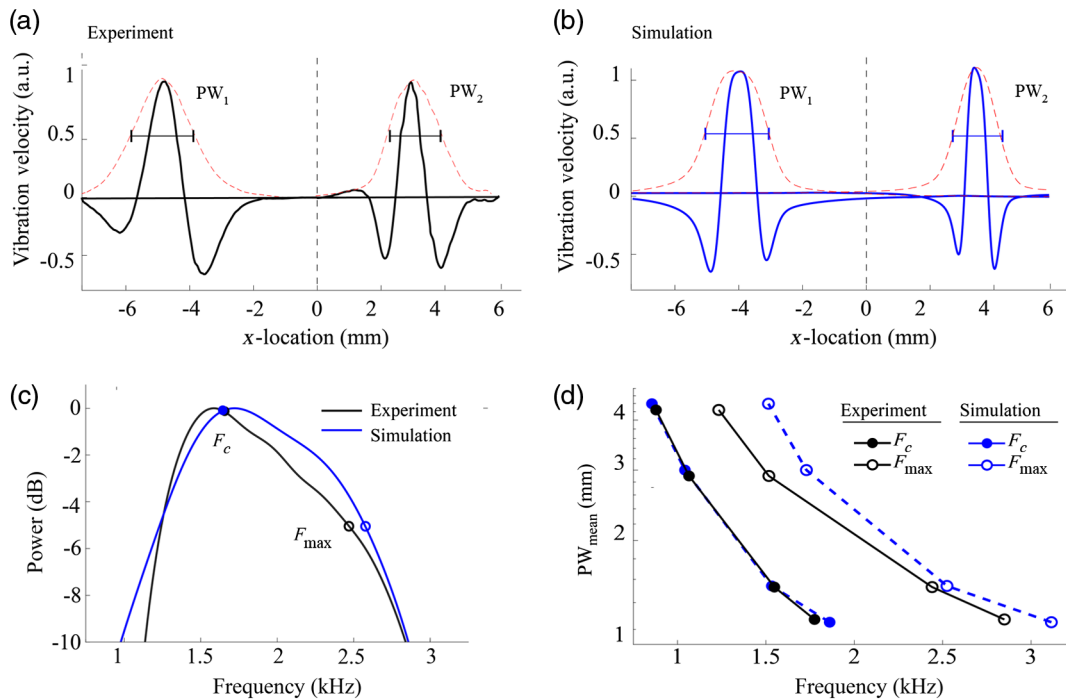 (a)
Experiment
Vibration velocity (a.u.)
1
0.5
0
-0.5
PW1
PW2
-6 -4 -2 0 2 4 6
x-location (mm)
(b)
Simulation
Vibration velocity (a.u.)
1
0.5
0
-0.5
PW1
PW2
-6 -4 -2 0 2 4 6
x-location (mm)
(c)
Power (dB)
0
-2
-4
-6
-8
-10
Experiment
Simulation
Fc
Fmax
1 1.5 2 2.5 3
Frequency (kHz)
(d)
PWmean (mm)
4
3
2
1
Experiment Simulation
Fc Fc
Fmax Fmax
1 1.5 2 2.5 3
Frequency (kHz)